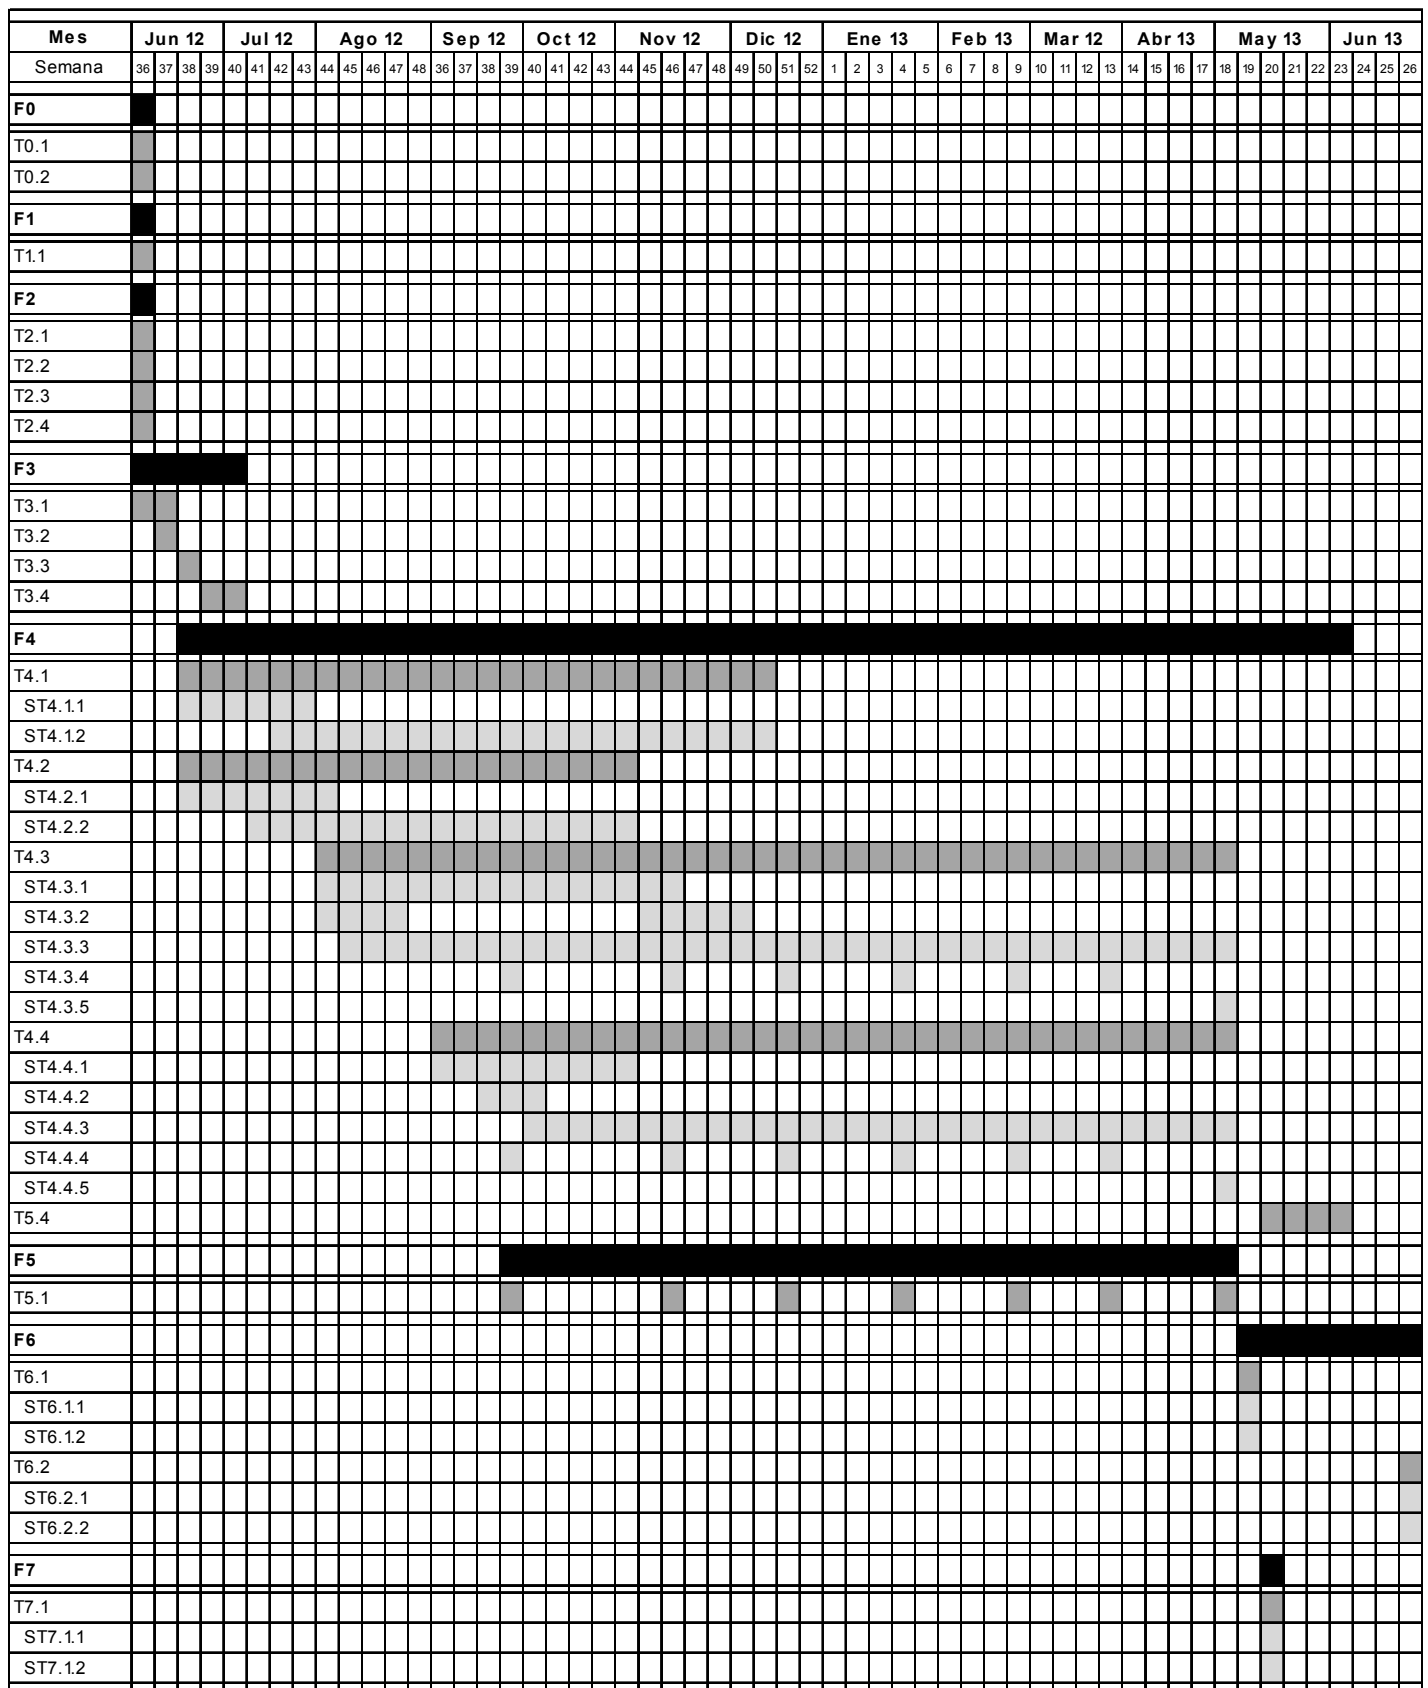 Mes Jun 12 Jul 12 Ago 12 Sep 12 Oct 12 Nov 12 Dic 12 Ene 13 Feb 13 Mar 12 Abr 13 May 13 Jun 13
Semana 36 37 38 39 40 41 42 43 44 45 46 47 48 36 37 38 39 40 41 42 43 44 45 46 47 48 49 50 51 52 1 2 3 4 5 6 7 8 9 10 11 12 13 14 15 16 17 18 19 20 21 22 23 24 25 26
F0
T0.1
T0.2
F1
T1.1
F2
T2.1
T2.2
T2.3
T2.4
F3
T3.1
T3.2
T3.3
T3.4
F4
T4.1
ST4.1.1
ST4.1.2
T4.2
ST4.2.1
ST4.2.2
T4.3
ST4.3.1
ST4.3.2
ST4.3.3
ST4.3.4
ST4.3.5
T4.4
ST4.4.1
ST4.4.2
ST4.4.3
ST4.4.4
ST4.4.5
T5.4
F5
T5.1
F6
T6.1
ST6.1.1
ST6.1.2
T6.2
ST6.2.1
ST6.2.2
F7
T7.1
ST7.1.1
ST7.1.2